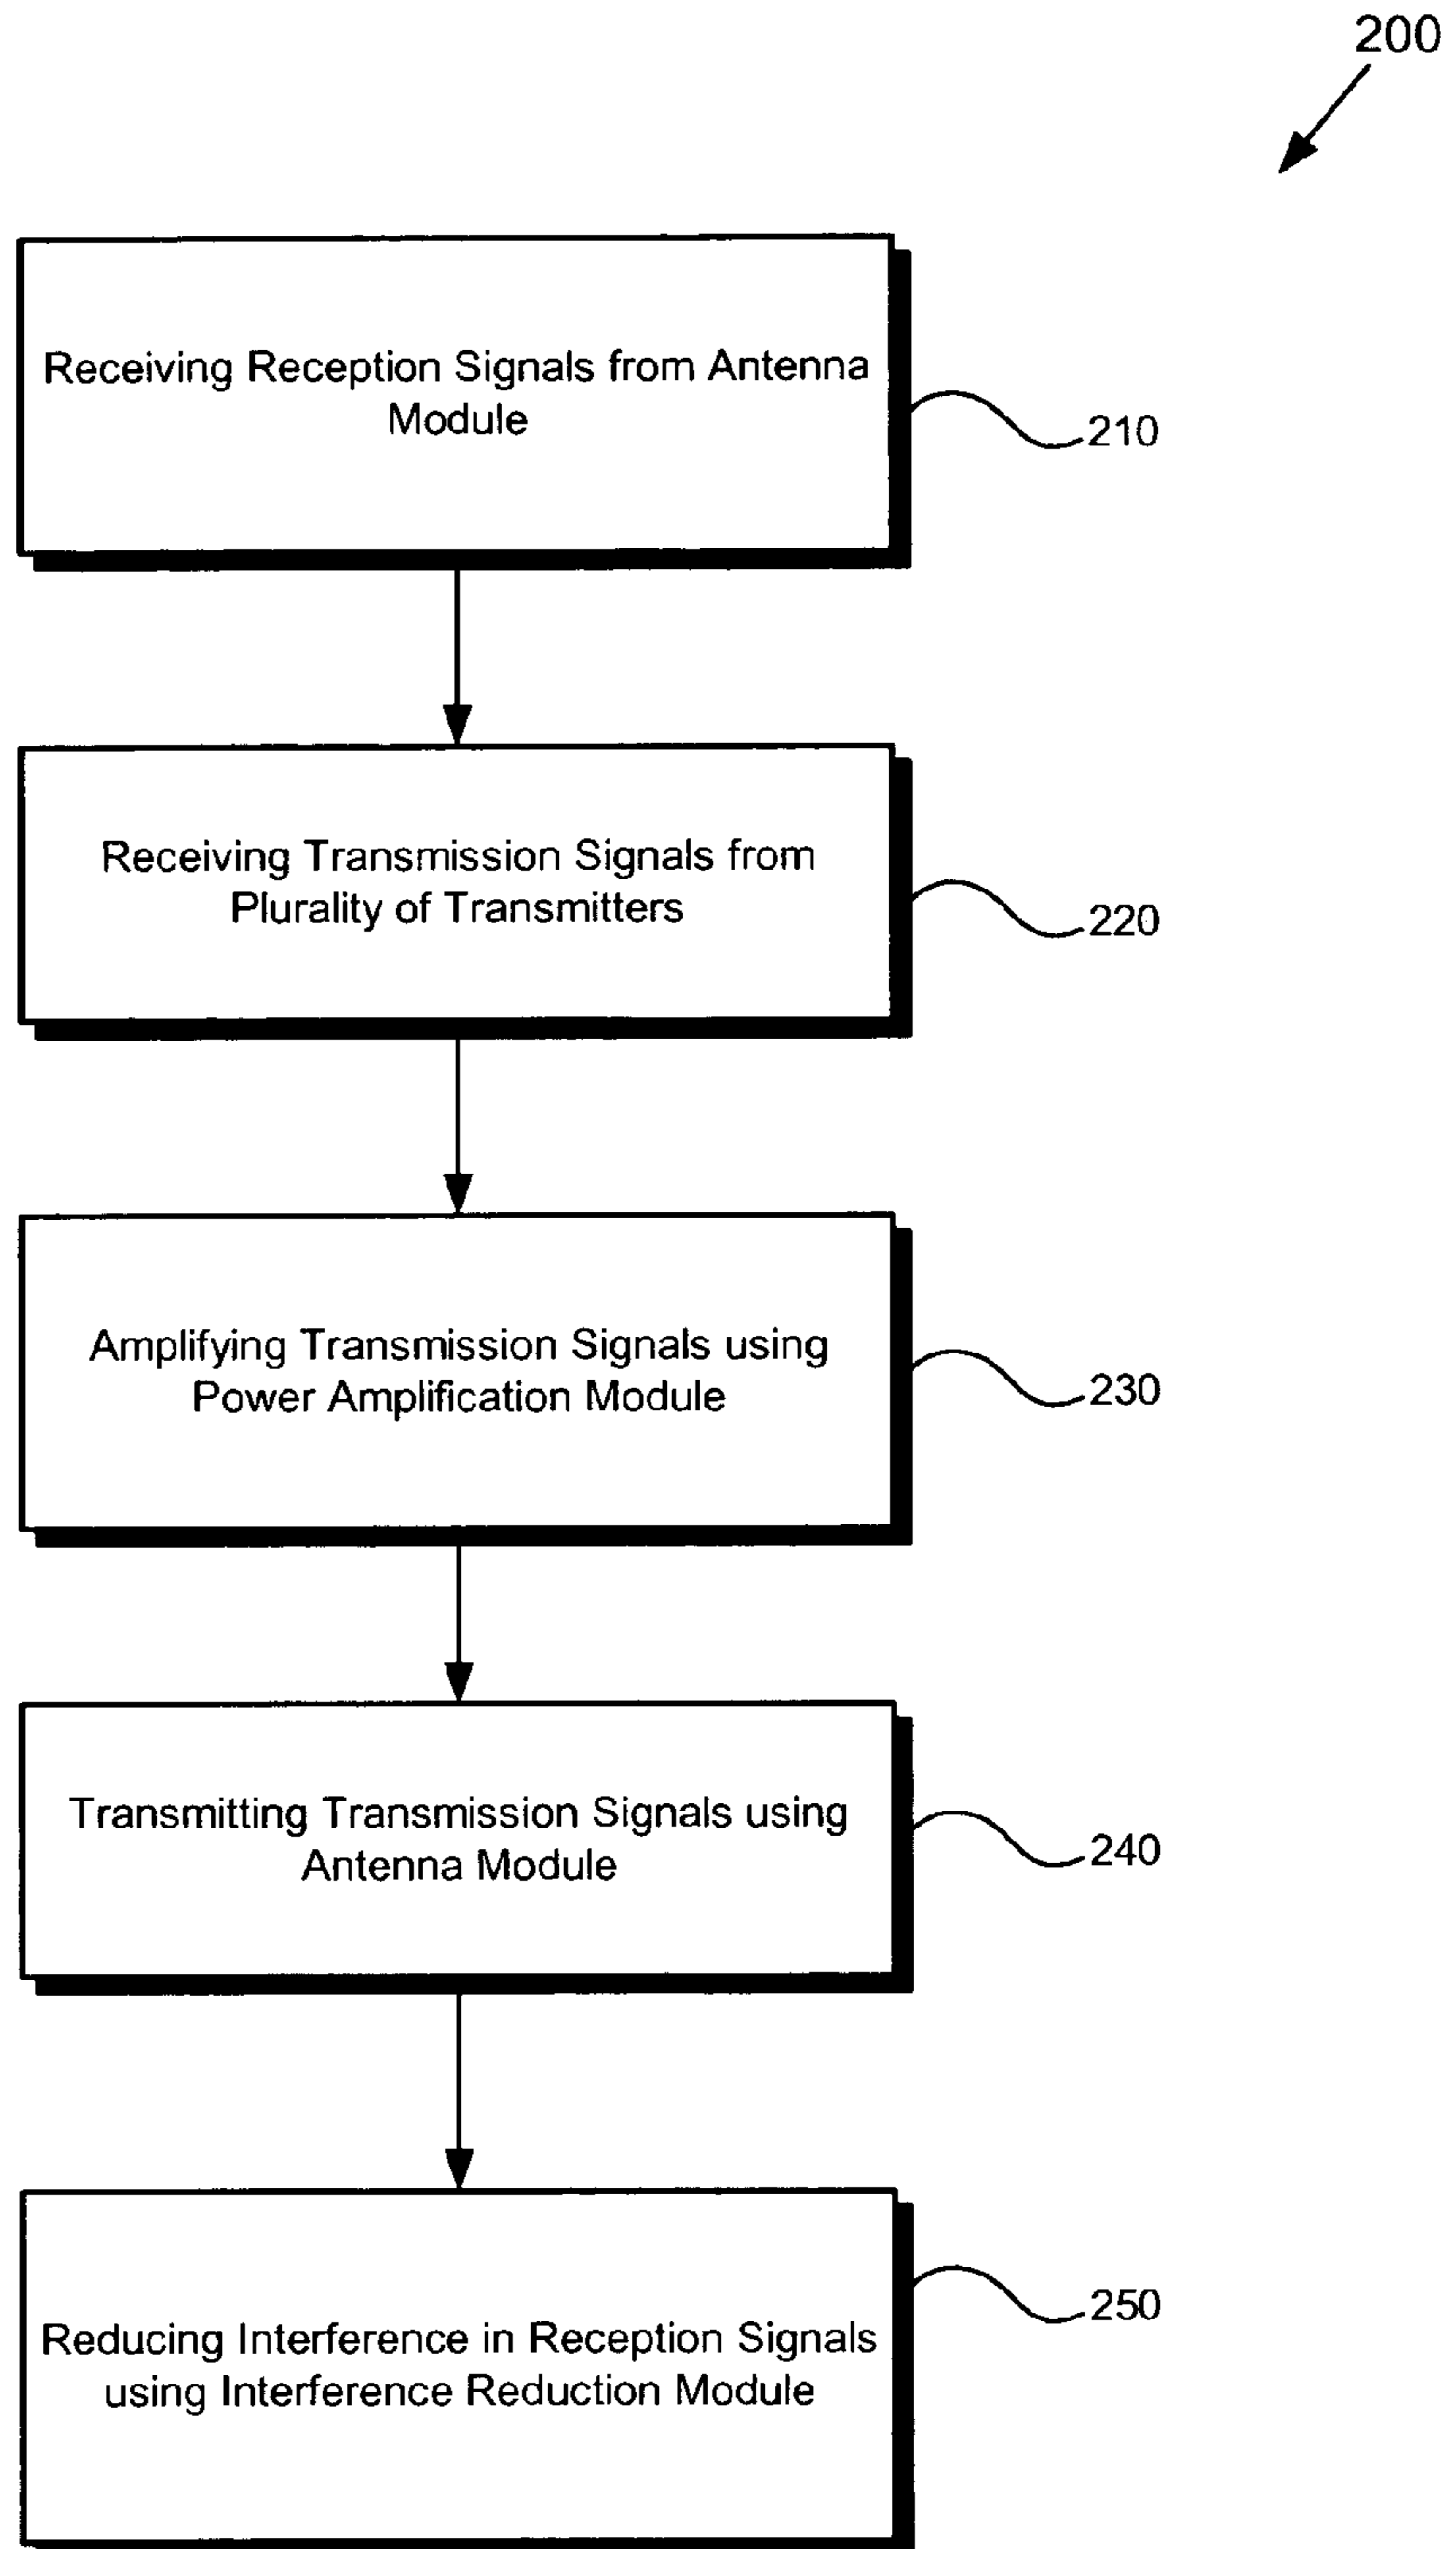 200
Receiving Reception Signals from Antenna
Module
210
Receiving Transmission Signals from
Plurality of Transmitters
220
Amplifying Transmission Signals using
Power Amplification Module
230
Transmitting Transmission Signals using
Antenna Module
240
Reducing Interference in Reception Signals
using Interference Reduction Module
250